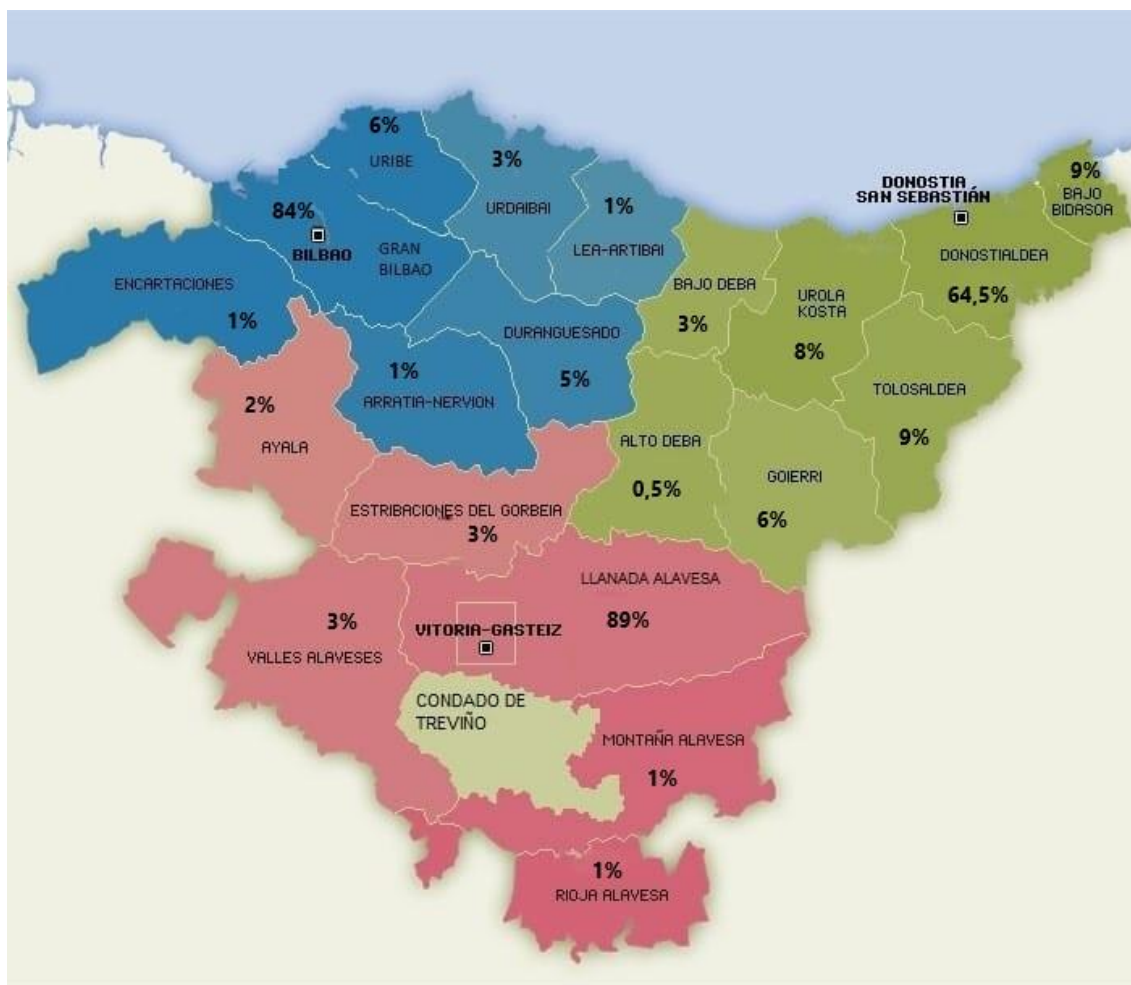 6%
URIBE
3%
URDAIBAI
1%
LEA-ARTIBAI
84%
BILBAO
GRAN
BILBAO
ENCARTACIONES
1%
DURANGUESADO
5%
1%
ARRATIA-NERVION
DONOSTIA
SAN SEBASTIÁN
9%
BAJO
BIDASOA
DONOSTIALDEA
64,5%
BAJO DEBA
3%
UROLA
KOSTA
8%
TOLOSALDEA
9%
ALTO DEBA
0,5%
GOIERRI
6%
2%
AYALA
ESTRIBACIONES DEL GORBEIA
3%
LLANADA ALAVESA
89%
VITORIA-GASTEIZ
3%
VALLES ALAVESES
CONDADO DE
TREVIÑO
MONTAÑA ALAVESA
1%
1%
RIOJA ALAVESA